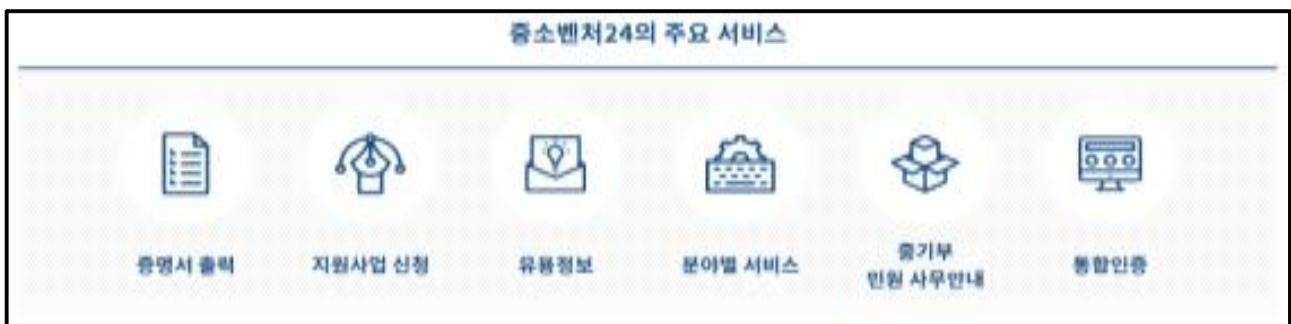 중소벤처24의 주요 서비스
증명서 출력
지원사업 신청
유용정보
분야별 서비스
중기부
민원 사무안내
통합인증